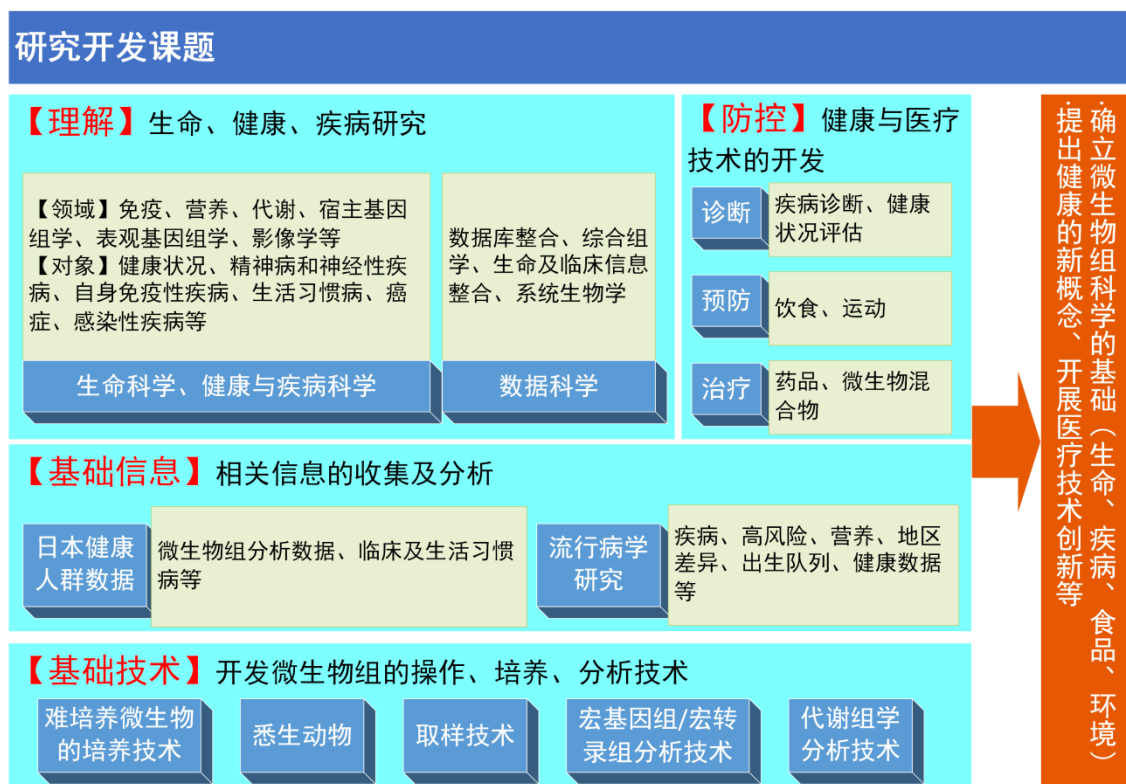 研究开发课题
【理解】生命、健康、疾病研究
【领域】免疫、营养、代谢、宿主基因
组学、表观基因组学、影像学等
【对象】健康状况、精神病和神经性疾
病、自身免疫性疾病、生活习惯病、癌
症、感染性疾病等
生命科学、健康与疾病科学
数据库整合、综合组
学、生命及临床信息
整合、系统生物学
数据科学
【防控】健康与医疗
技术的开发
诊断
疾病诊断、健康
状况评估
预防
饮食、运动
治疗
药品、微生物混
合物
【基础信息】相关信息的收集及分析
日本健康
人群数据
微生物组分析数据、临床及生活习惯
病等
流行病学
研究
疾病、高风险、营养、地区
差异、出生队列、健康数据
等
【基础技术】开发微生物组的操作、培养、分析技术
难培养微生物
的培养技术
悉生动物
取样技术
宏基因组/宏转
录组分析技术
代谢组学
分析技术
·确立微生物组科学的基础（生命、疾病、食品、环境）
·提出健康的新概念、开展医疗技术创新等